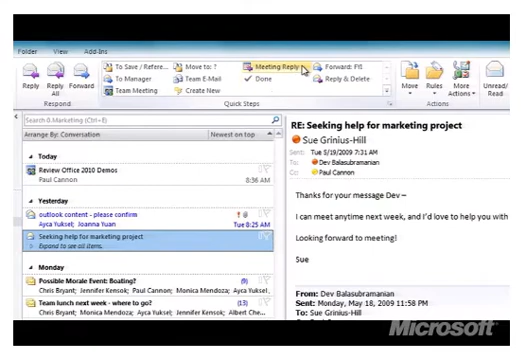 Folder View Add-Ins
To Save / Refere... Move to: ? Meeting Reply Forward: FYI
To Manager Team E-Mail Done Reply & Delete
Team Meeting Create New
Reply Reply All Forward
Move Rules More Actions Unread/ Read
Respond Quick Steps Actions
Search 0.Marketing (Ctrl+E)
Arrange By: Conversation Newest on top
Today
Review Office 2010 Demos
Paul Cannon 8:36 AM
Yesterday
outlook content - please confirm
Ayca Yuksel; Joanna Yuan Tue 8:25 AM
Seeking help for marketing project
Expand to see all items.
Monday
Possible Morale Event: Boating? (9)
Chris Bryant; Jennifer Kensok; Paul Cannon; Monica Mendoza; Ayca Yuksel,
Team lunch next week - where to go? (13)
Chris Bryant; Monica Mendoza; Ayca Yuksel; Albert Che...
RE: Seeking help for marketing project
Sue Grinius-Hill
Sent: Tue 5/19/2009 7:31 AM
To: Dev Balasubramanian
Cc: Paul Cannon
Thanks for your message Dev –
I can meet anytime next week, and I'd love to help you with
Looking forward to meeting!
Sue
From: Dev Balasubramanian
Sent: Monday, May 18, 2009 11:58 PM
To: Sue Grinius-Hill
Microsoft